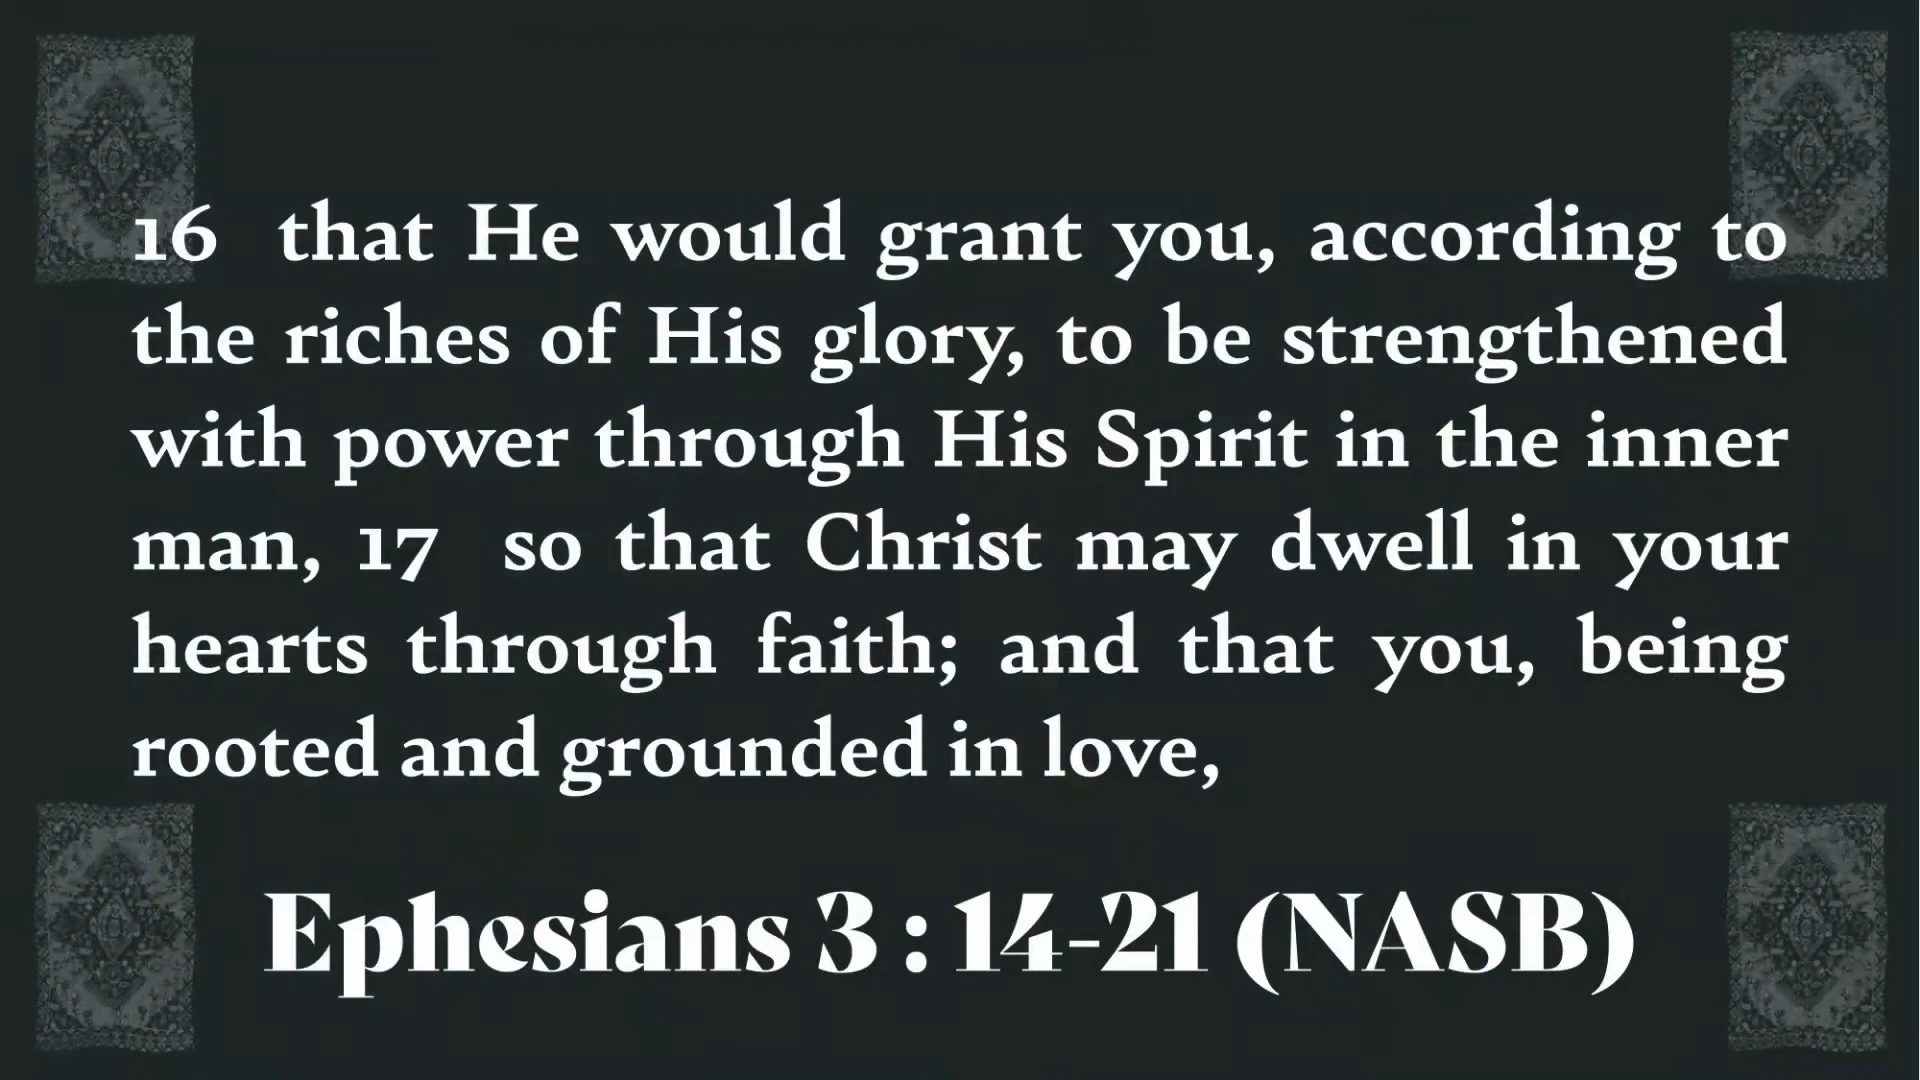 16 that He would grant you, according to
the riches of His glory, to be strengthened
with power through His Spirit in the inner
man, 17 so that Christ may dwell in your
hearts through faith; and that you, being
rooted and grounded in love,
Ephesians 3 : 14-21 (NASB)